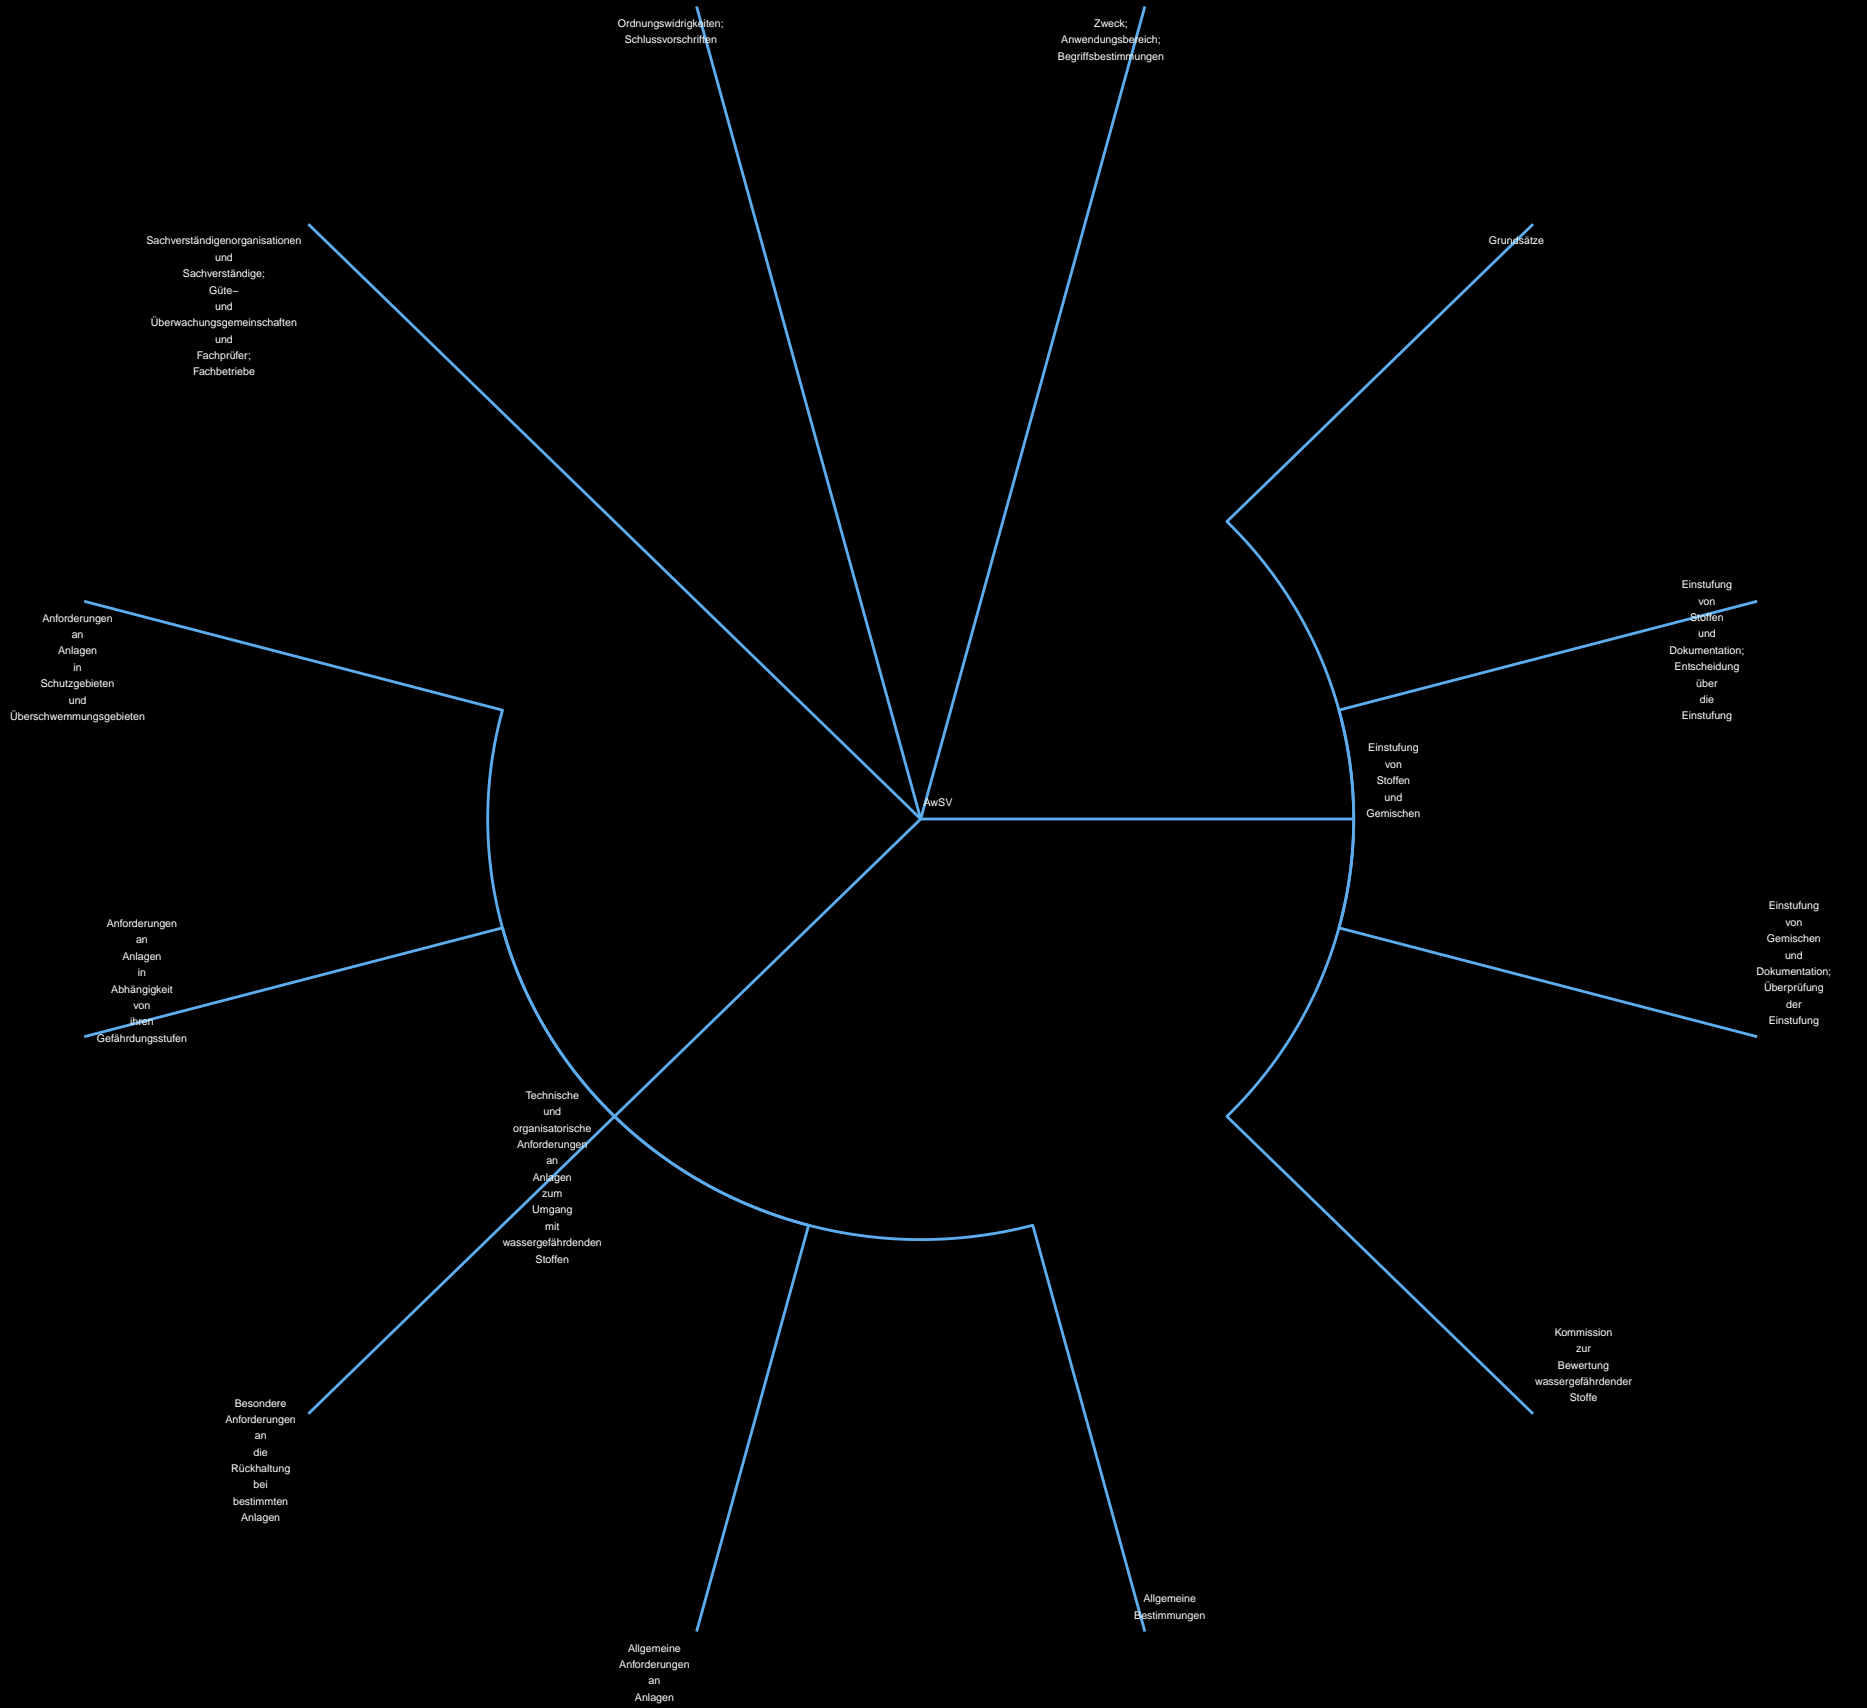 Ordnungswidrigkeiten;
Schlussvorschriften
Zweck;
Anwendungsbereich;
Begriffsbestimmungen
Sachverständigenorganisationen
und
Sachverständige;
Güte–
und
Überwachungsgemeinschaften
und
Fachprüfer;
Fachbetriebe
Grundsätze
Anforderungen
an
Anlagen
in
Schutzgebieten
und
Überschwemmungsgebieten
Einstufung
von
Stoffen
und
Dokumentation;
Entscheidung
über
die
Einstufung
AwSV
Einstufung
von
Stoffen
und
Gemischen
Anforderungen
an
Anlagen
in
Abhängigkeit
von
ihren
Gefährdungsstufen
Einstufung
von
Gemischen
und
Dokumentation;
Überprüfung
der
Einstufung
Technische
und
organisatorische
Anforderungen
an
Anlagen
zum
Umgang
mit
wassergefährdenden
Stoffen
Besondere
Anforderungen
an
die
Rückhaltung
bei
bestimmten
Anlagen
Kommission
zur
Bewertung
wassergefährdender
Stoffe
Allgemeine
Anforderungen
an
Anlagen
Allgemeine
Bestimmungen